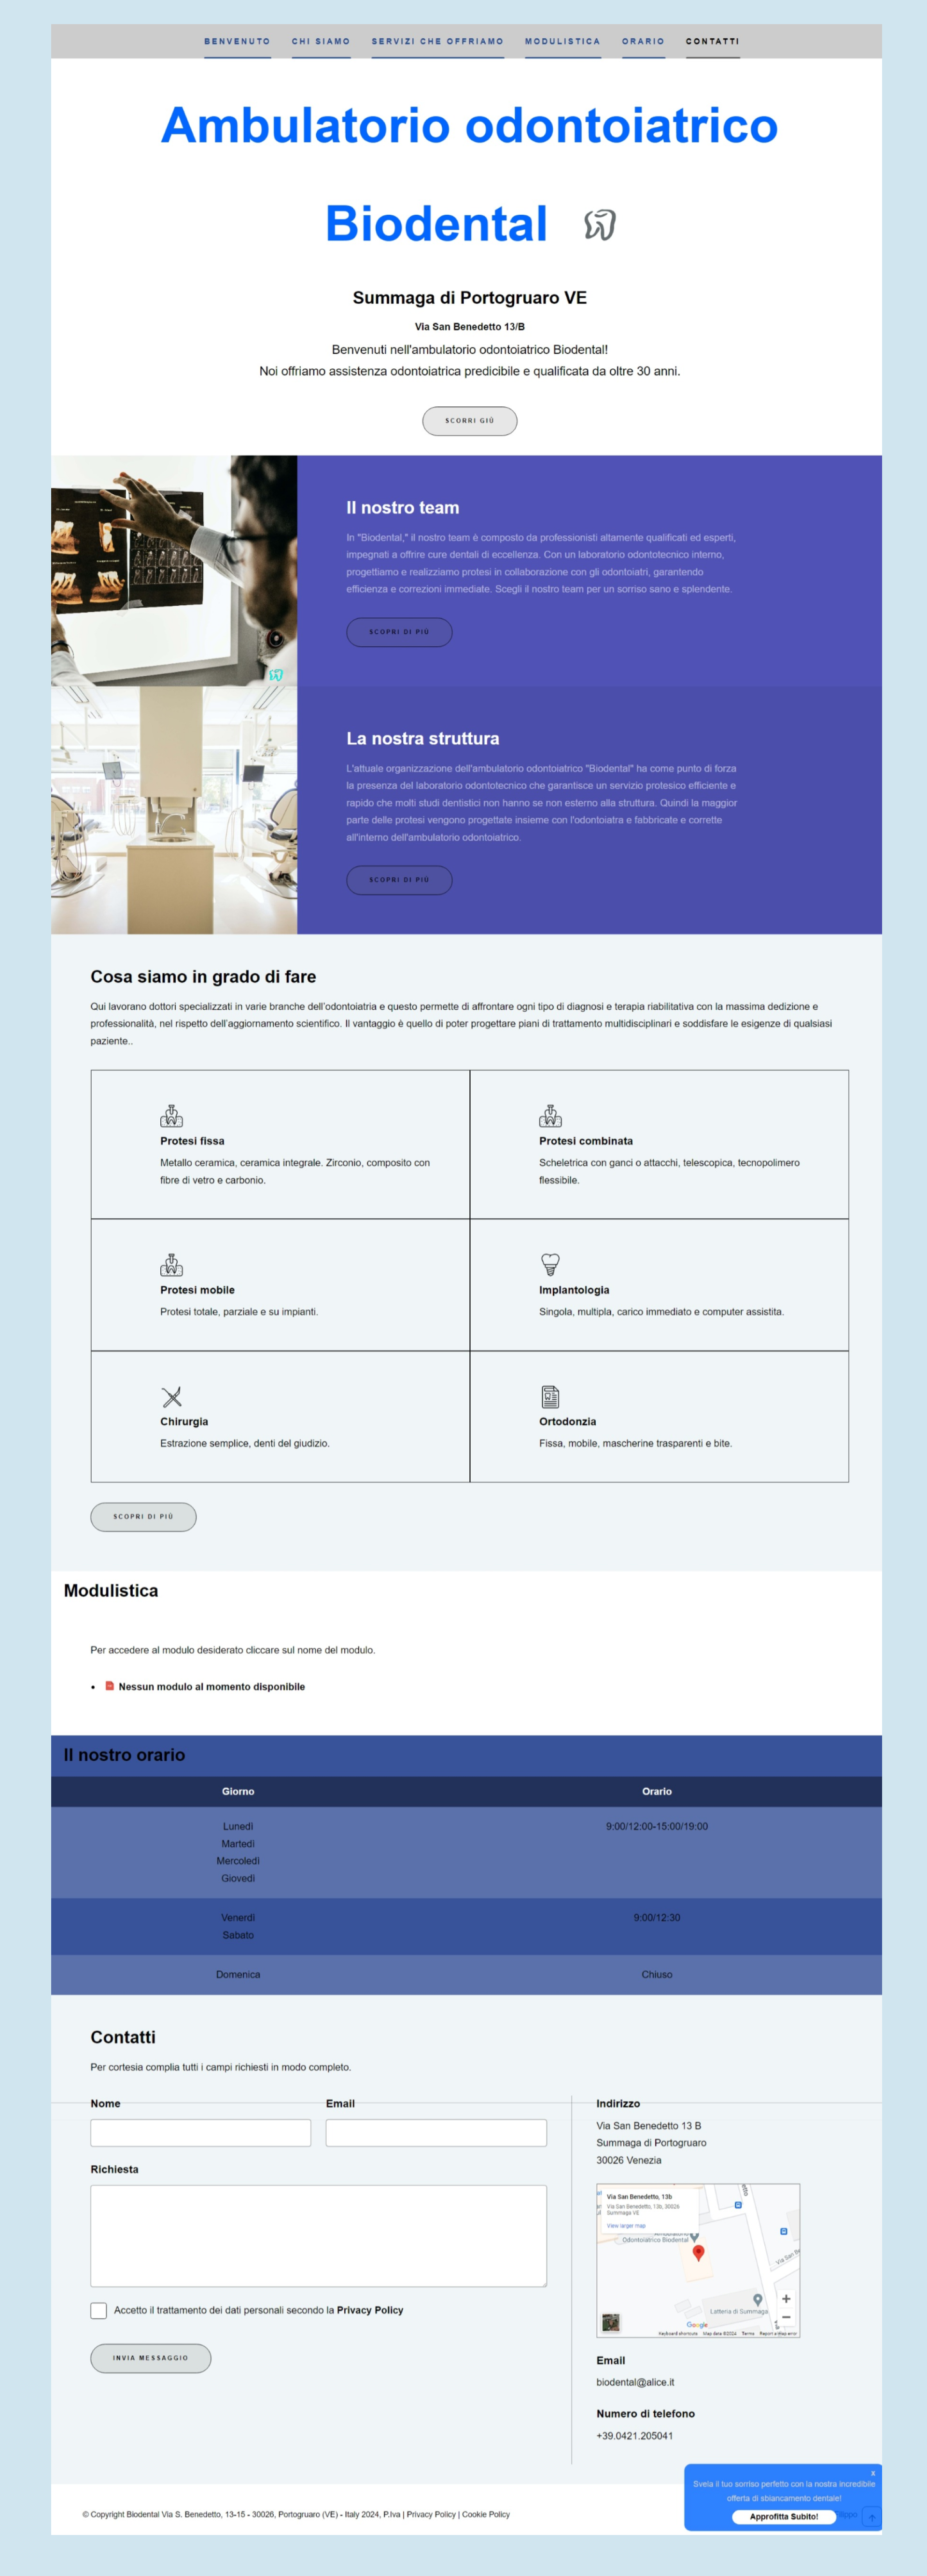 BENVENUTO CHI SIAMO SERVIZI CHE OFFRIAMO MODULISTICA ORARIO CONTATTI
Ambulatorio odontoiatrico
Biodental
Summaga di Portogruaro VE
Via San Benedetto 13/B
Benvenuti nell'ambulatorio odontoiatrico Biodental!
Noi offriamo assistenza odontoiatrica predicibile e qualificata da oltre 30 anni.
SCORRI GIÙ
Il nostro team
In "Biodental," il nostro team è composto da professionisti altamente qualificati ed esperti,
impegnati a offrire cure dentali di eccellenza. Con un laboratorio odontotecnico interno,
progettiamo e realizziamo protesi in collaborazione con gli odontoiatri, garantendo
efficienza e correzioni immediate. Scegli il nostro team per un sorriso sano e splendente.
SCOPRI DI PIÙ
La nostra struttura
L'attuale organizzazione dell'ambulatorio odontoiatrico "Biodental" ha come punto di forza
la presenza del laboratorio odontotecnico che garantisce un servizio protesico efficiente e
rapido che molti studi dentistici non hanno se non esterno alla struttura. Quindi la maggior
parte delle protesi vengono progettate insieme con l'odontoiatra e fabbricate e corrette
all'interno dell'ambulatorio odontoiatrico.
SCOPRI DI PIÙ
Cosa siamo in grado di fare
Qui lavorano dottori specializzati in varie branche dell'odontoiatria e questo permette di affrontare ogni tipo di diagnosi e terapia riabilitativa con la massima dedizione e
professionalità, nel rispetto dell'aggiornamento scientifico. Il vantaggio è quello di poter progettare piani di trattamento multidisciplinari e soddisfare le esigenze di qualsiasi
paziente..
Protesi fissa
Metallo ceramica, ceramica integrale. Zirconio, composito con
fibre di vetro e carbonio.
Protesi combinata
Scheletrica con ganci o attacchi, telescopica, tecnopolimero
flessibile.
Protesi mobile
Protesi totale, parziale e su impianti.
Implantologia
Singola, multipla, carico immediato e computer assistita.
Chirurgia
Estrazione semplice, denti del giudizio.
Ortodonzia
Fissa, mobile, mascherine trasparenti e bite.
SCOPRI DI PIÙ
Modulistica
Per accedere al modulo desiderato cliccare sul nome del modulo.
• Nessun modulo al momento disponibile
Il nostro orario
Giorno Orario
Lunedì 9:00/12:00-15:00/19:00
Martedì
Mercoledì
Giovedì
Venerdì 9:00/12:30
Sabato
Domenica Chiuso
Contatti
Per cortesia complia tutti i campi richiesti in modo completo.
Nome Email
Richiesta
Accetto il trattamento dei dati personali secondo la Privacy Policy
INVIA MESSAGGIO
Indirizzo
Via San Benedetto 13 B
Summaga di Portogruaro
30026 Venezia
Via San Benedetto, 13b
Via San Benedetto, 13b, 30026
Summaga VE
View larger map
Odontoiatrico Biodental
Latteria di Summaga
Google
Keyboard shortcuts Map data ©2024 Terms Report a map error
Email
biodental@alice.it
Numero di telefono
+39.0421.205041
x
Svela il tuo sorriso perfetto con la nostra incredibile
offerta di sbiancamento dentale!
Approfitta Subito!
© Copyright Biodental Via S. Benedetto, 13-15 - 30026, Portogruaro (VE) - Italy 2024, P.Iva | Privacy Policy | Cookie Policy